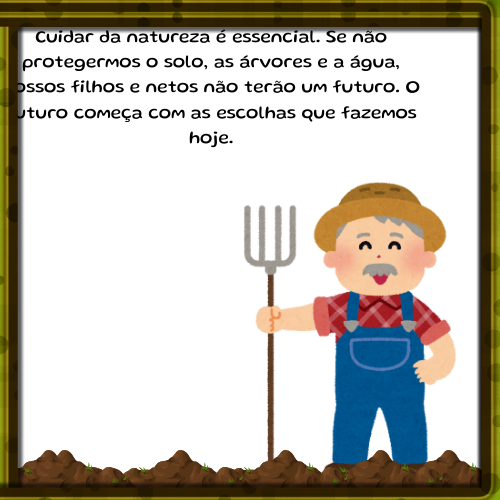 Cuidar da natureza é essencial. Se não
protegermos o solo, as árvores e a água,
ossos filhos e netos não terão um futuro. O
uturo começa com as escolhas que fazemos
hoje.